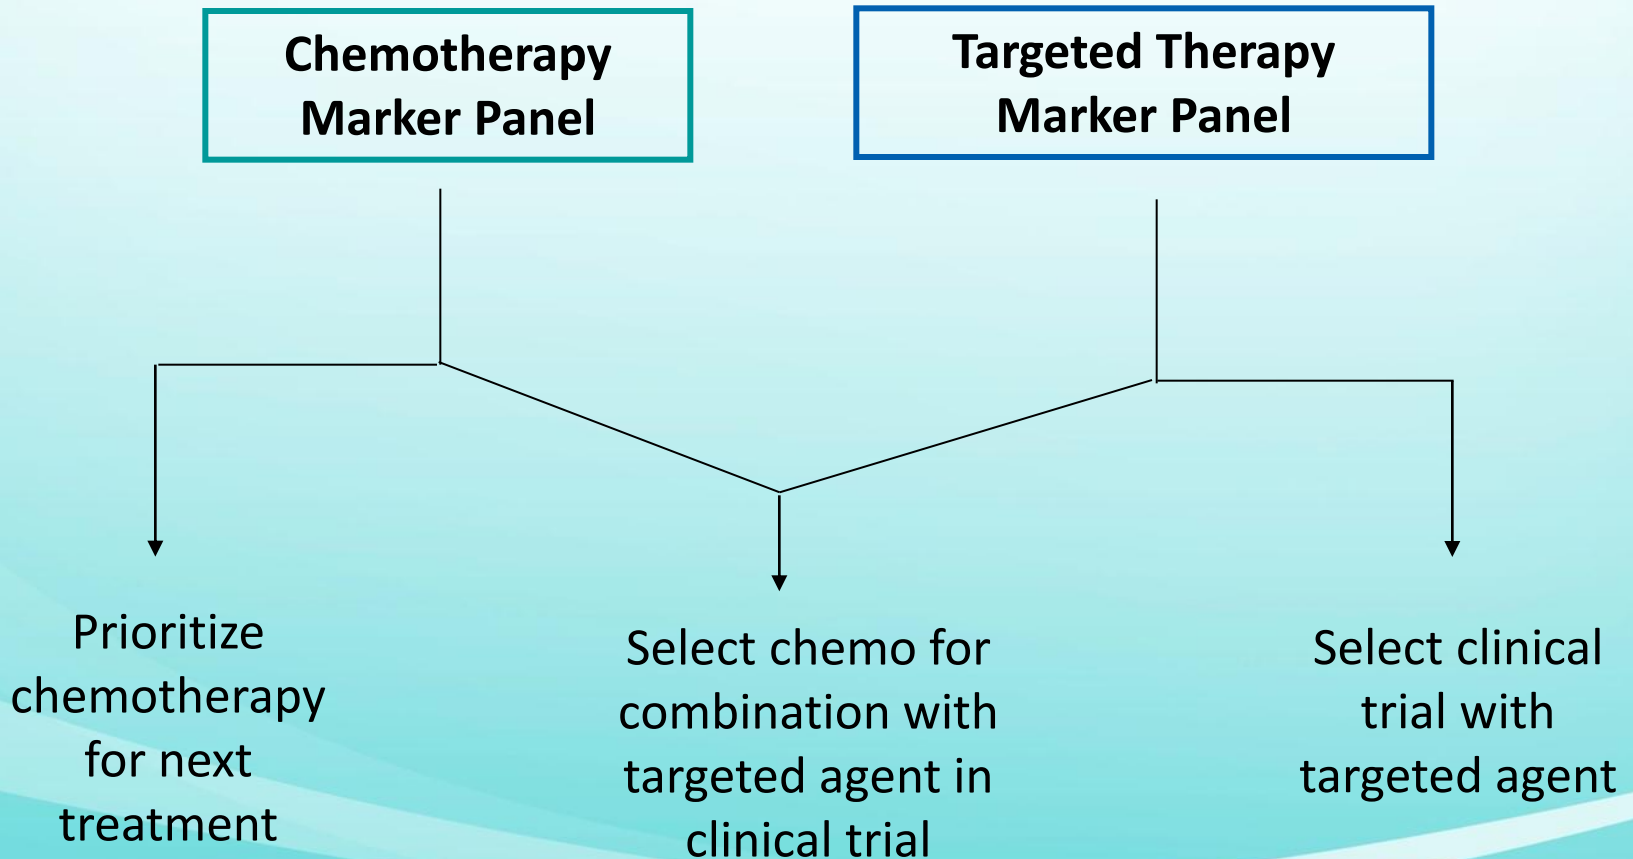 Chemotherapy
Marker Panel
Targeted Therapy
Marker Panel
Prioritize
chemotherapy
for next
treatment
Select chemo for
combination with
targeted agent in
clinical trial
Select clinical
trial with
targeted agent